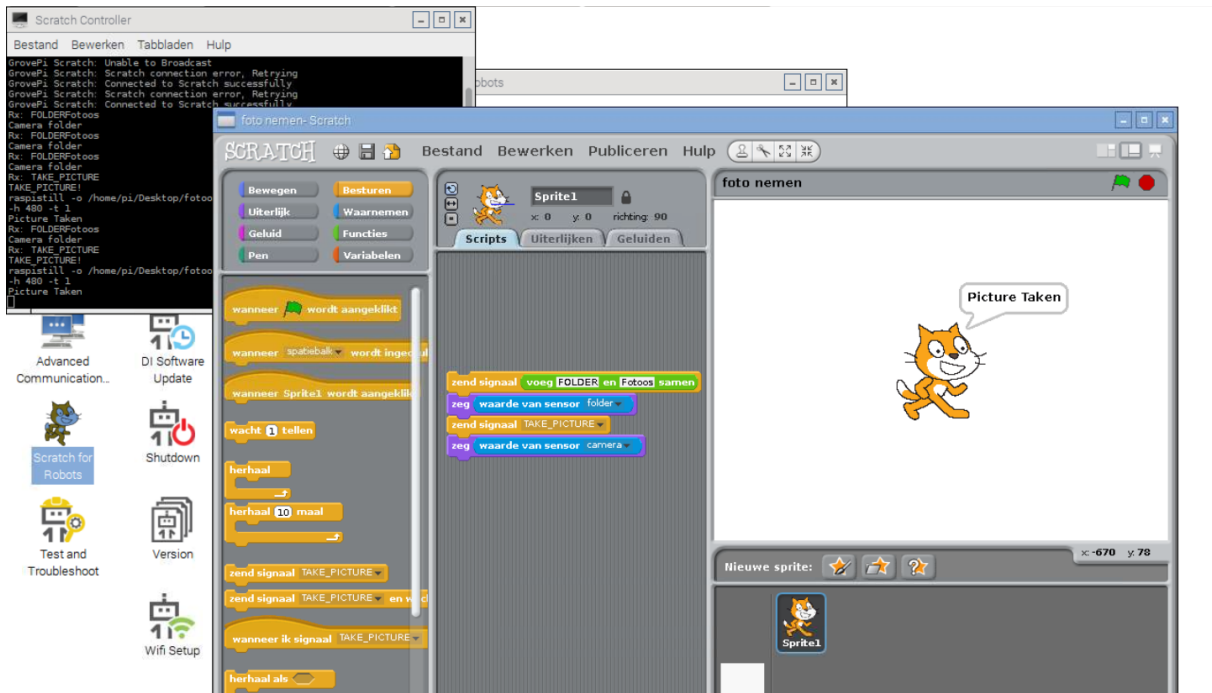 Scratch Controller
Bestand Bewerken Tabbladen Hulp
GrovePi Scratch: Unable to Broadcast
GrovePi Scratch: Scratch connection error, Retrying
GrovePi Scratch: Connected to Scratch successfully
GrovePi Scratch: Scratch connection error, Retrying
GrovePi Scratch: Connected to Scratch successfully
Rx: FOLDERFotoos
Camera folder
Rx: FOLDERFotoos
Camera folder
Rx: FOLDERFotoos
Camera folder
Rx: TAKE_PICTURE
TAKE_PICTURE!
raspistill -o /home/pi/Desktop/fotoo
-h 480 -t 1
Picture Taken
Rx: FOLDERFotoos
Camera folder
Rx: TAKE_PICTURE
TAKE_PICTURE!
raspistill -o /home/pi/Desktop/fotoo
-h 480 -t 1
Picture Taken
obots
foto nemen- Scratch
SCRATCH
Bestand Bewerken Publiceren Hulp
Bewegen Besturen
Uiterlijk Waarnemen
Geluid Functies
Pen Variabelen
wanneer wordt aangeklikt
wanneer spatiebalk wordt inged
wanneer Sprite1 wordt aangeklik
wacht 1 tellen
herhaal
herhaal 10 maal
zend signaal TAKE_PICTURE
zend signaal TAKE_PICTURE en
wanneer ik signaal TAKE_PICTURE
herhaal als
Sprite1
x: 0 y: 0 richting: 90
Scripts Uiterlijken Geluiden
zend signaal voeg FOLDER en Fotoos samen
zeg waarde van sensor folder
zend signaal TAKE_PICTURE
zeg waarde van sensor camera
foto nemen
Picture Taken
x: -670 y: 78
Nieuwe sprite:
Sprite1
Advanced
Communication...
DI Software
Update
Scratch for
Robots
Shutdown
Test and
Troubleshoot
Version
Wifi Setup